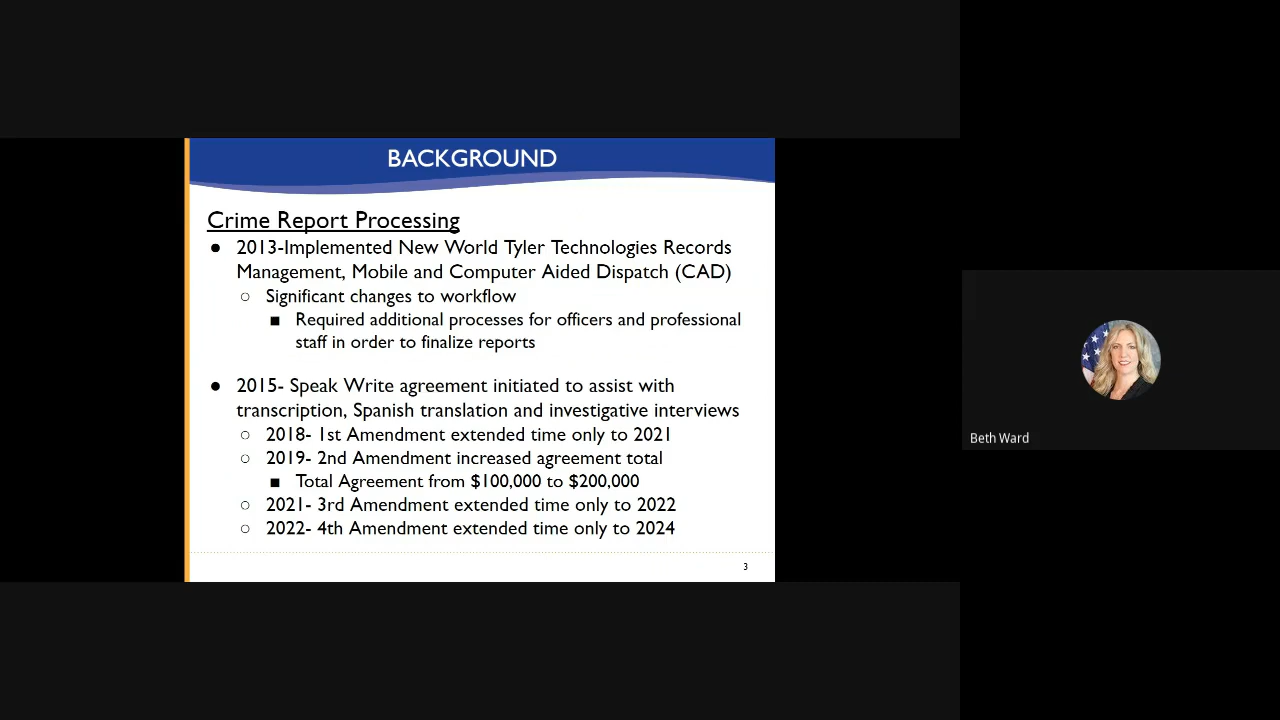 BACKGROUND
Crime Report Processing
● 2013-Implemented New World Tyler Technologies Records
Management, Mobile and Computer Aided Dispatch (CAD)
○ Significant changes to workflow
■ Required additional processes for officers and professional
staff in order to finalize reports
● 2015- Speak Write agreement initiated to assist with
transcription, Spanish translation and investigative interviews
○ 2018- 1st Amendment extended time only to 2021
○ 2019- 2nd Amendment increased agreement total
■ Total Agreement from $100,000 to $200,000
○ 2021- 3rd Amendment extended time only to 2022
○ 2022- 4th Amendment extended time only to 2024
3
Beth Ward